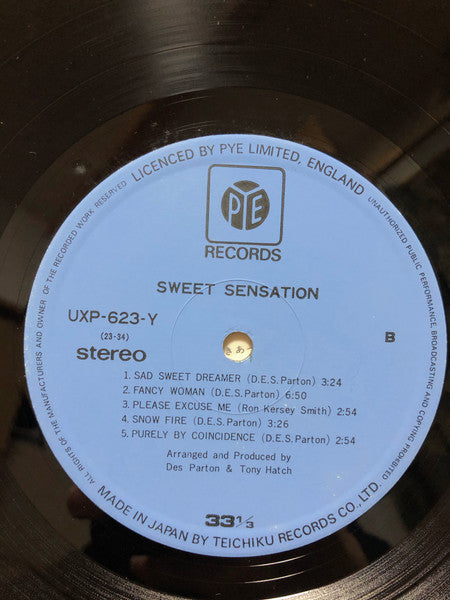 LICENCED BY PYE LIMITED, ENGLAND
UNAUTHORIZED PUBLIC PERFORMANCE, BROADCASTING AND COPYING PROHIBITED.
ALL RIGHTS OF THE MANUFACTURERS AND OWNER OF THE RECORDED WORK RESERVED
PYE
RECORDS
SWEET SENSATION
UXP-623-Y
(23-34)
stereo
B
1. SAD SWEET DREAMER (D.E.S. Parton) 3:24
2. FANCY WOMAN (D.E.S. Parton) 6:50
3. PLEASE EXCUSE ME (Ron Kersey Smith) 2:54
4. SNOW FIRE (D.E.S. Parton) 3:26
5. PURELY BY COINCIDENCE (D.E.S. Parton) 2:54
Arranged and Produced by
Des Parton & Tony Hatch
33 1/3
MADE IN JAPAN BY TEICHIKU RECORDS CO., LTD.